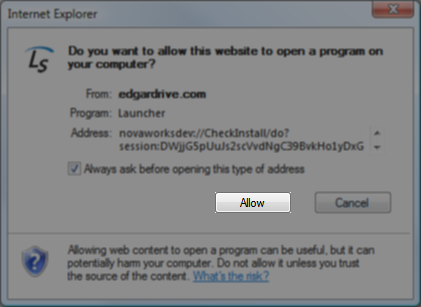 Internet Explorer
LS
Do you want to allow this website to open a program on
your computer?
From: edgardrive.com
Program: Launcher
Address: novaworksdev://CheckInstall/do?
session:DWjjG5pUuJs2scVvdNgC39BvkHo1yDxG
Always ask before opening this type of address
Allow Cancel
Allowing web content to open a program can be useful, but it can
potentially harm your computer. Do not allow it unless you trust
the source of the content. What's the risk?